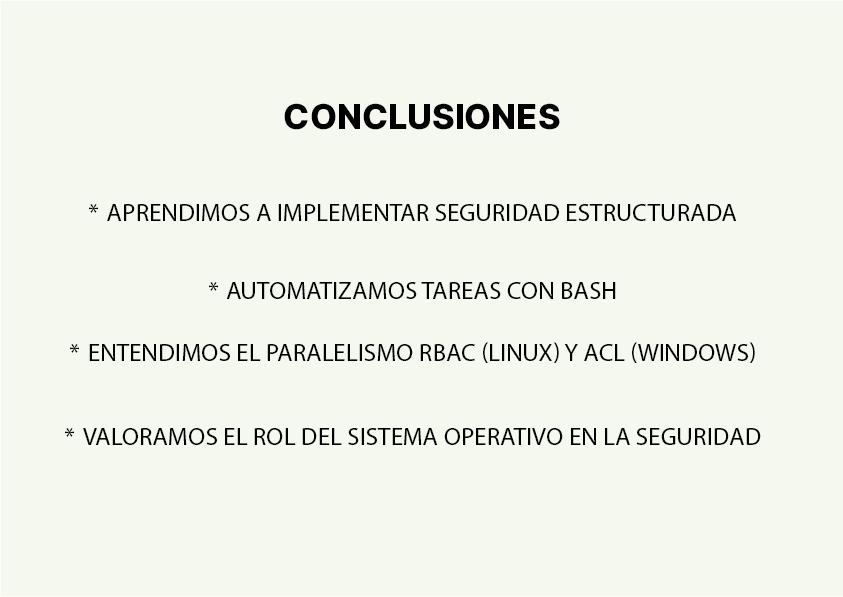 CONCLUSIONES
* APRENDIMOS A IMPLEMENTAR SEGURIDAD ESTRUCTURADA
* AUTOMATIZAMOS TAREAS CON BASH
* ENTENDIMOS EL PARALELISMO RBAC (LINUX) Y ACL (WINDOWS)
* VALORAMOS EL ROL DEL SISTEMA OPERATIVO EN LA SEGURIDAD